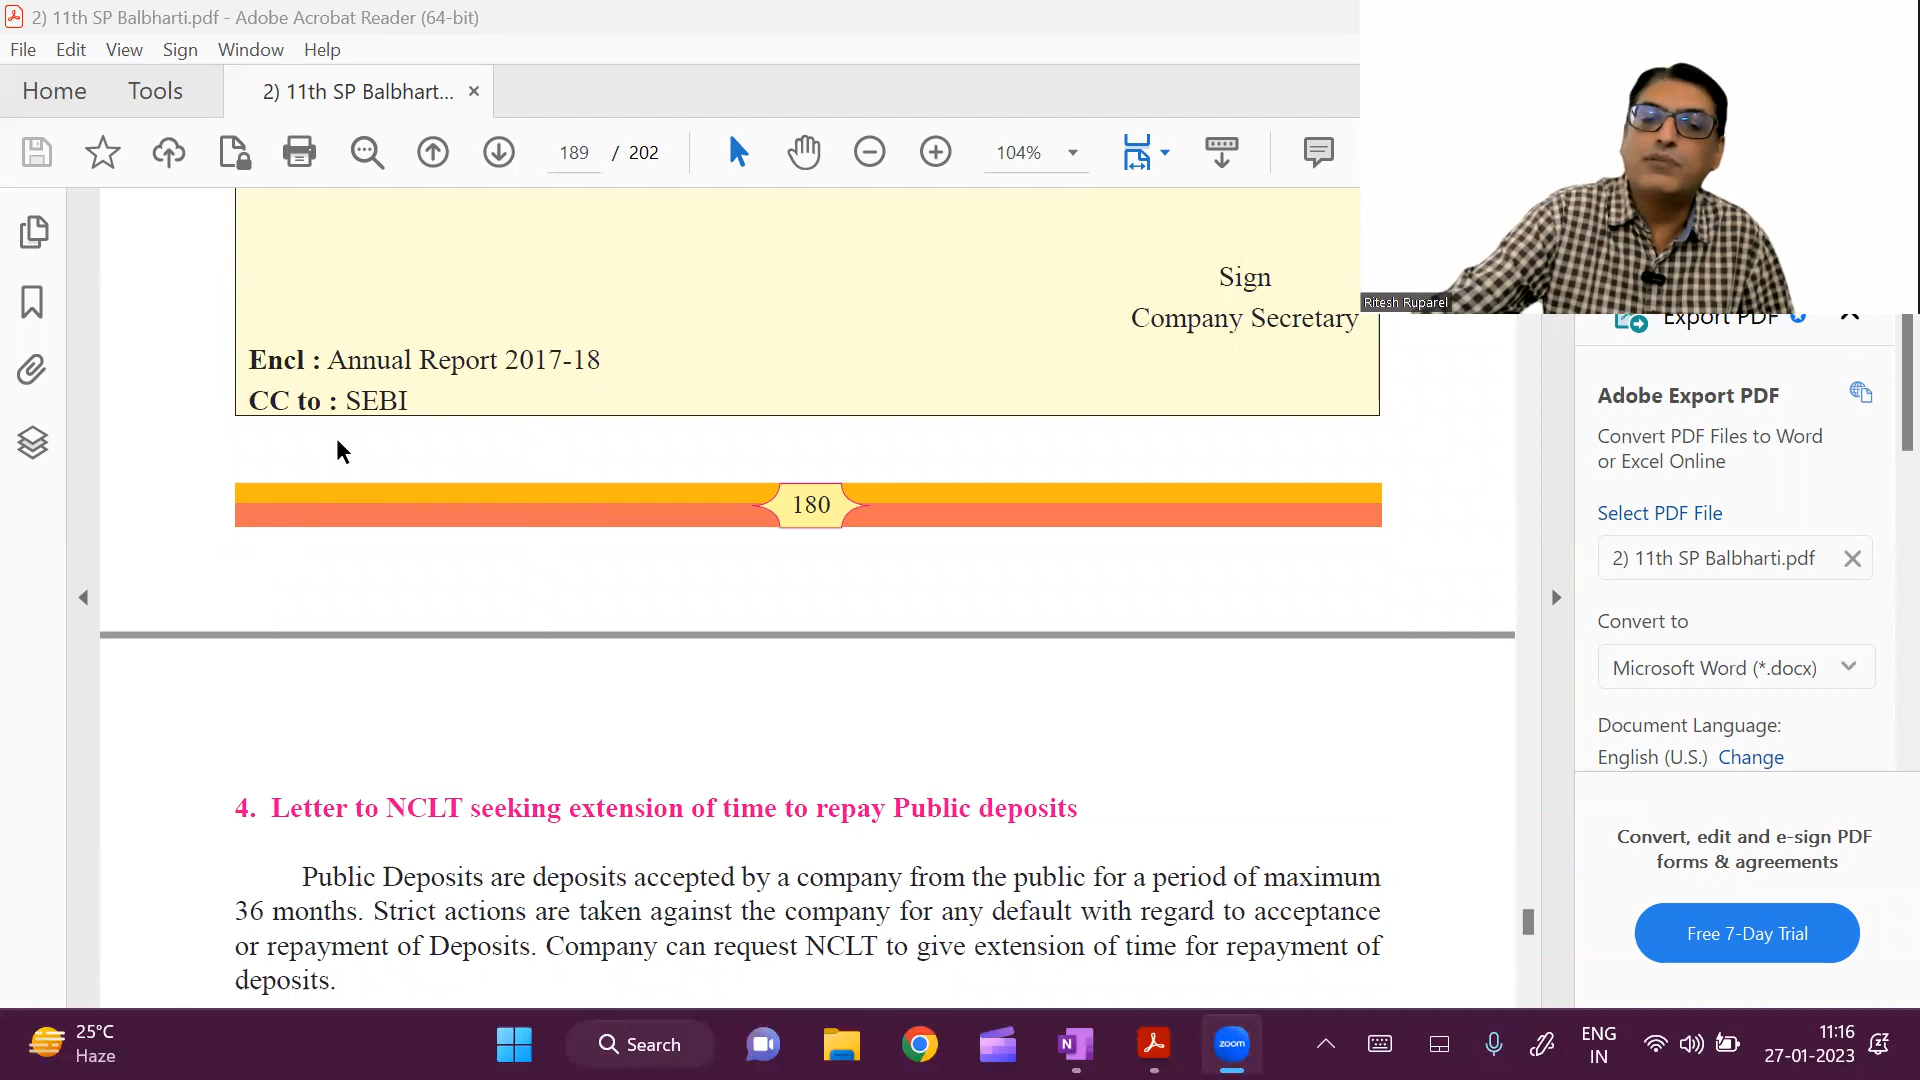 2) 11th SP Balbharti.pdf - Adobe Acrobat Reader (64-bit)
File Edit View Sign Window Help
Home Tools 2) 11th SP Balbhart... ×
189 / 202 104%
Sign
Company Secretary
Encl : Annual Report 2017-18
CC to : SEBI
180
4. Letter to NCLT seeking extension of time to repay Public deposits
Public Deposits are deposits accepted by a company from the public for a period of maximum
36 months. Strict actions are taken against the company for any default with regard to acceptance
or repayment of Deposits. Company can request NCLT to give extension of time for repayment of
deposits.
Ritesh Ruparel
Export PDF
Adobe Export PDF
Convert PDF Files to Word
or Excel Online
Select PDF File
2) 11th SP Balbharti.pdf
Convert to
Microsoft Word (*.docx)
Document Language:
English (U.S.) Change
Convert, edit and e-sign PDF
forms & agreements
Free 7-Day Trial
25°C
Haze
Search
N
zoom
ENG
IN
11:16
27-01-2023